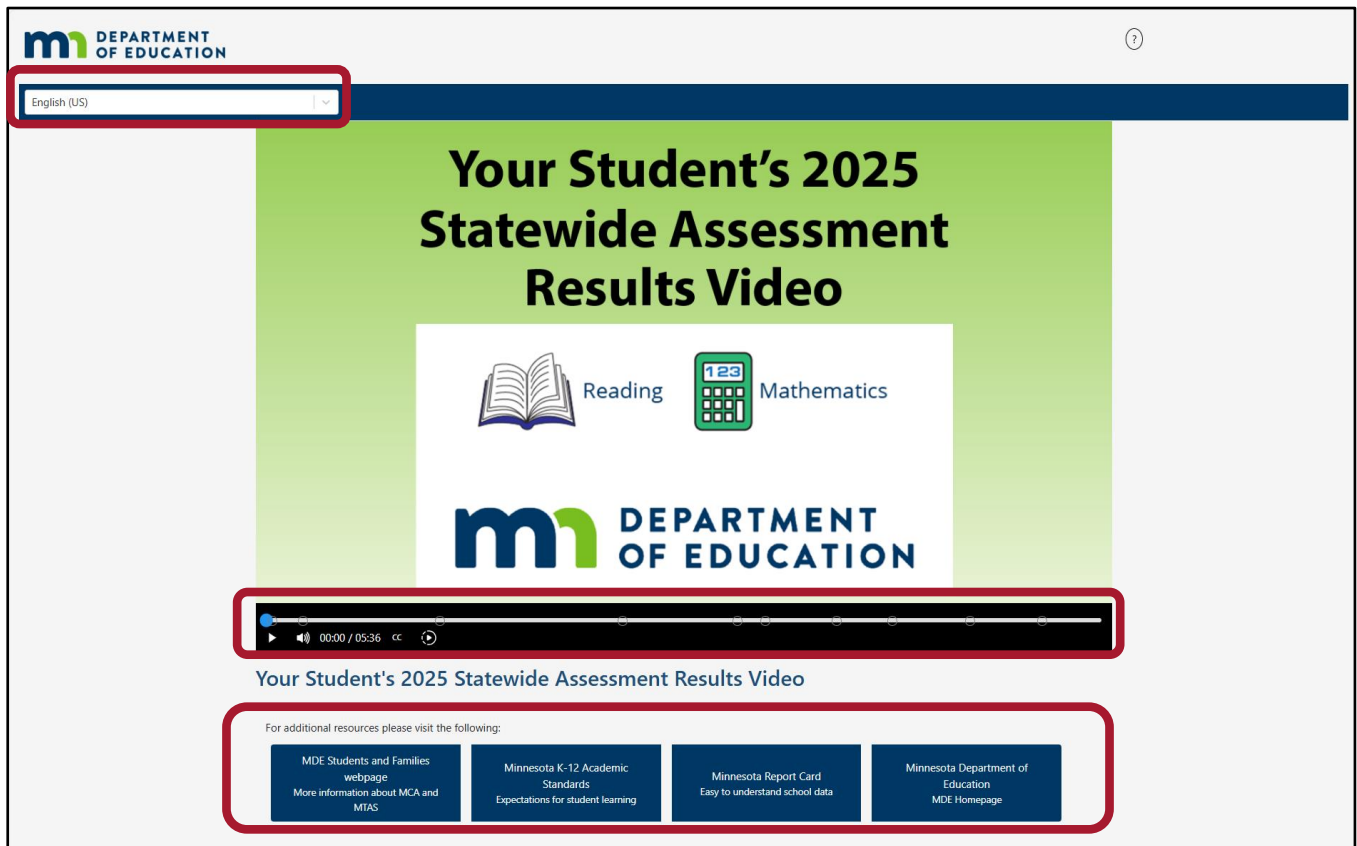 mn DEPARTMENT
OF EDUCATION
?
English (US)
Your Student’s 2025
Statewide Assessment
Results Video
Reading
123
Mathematics
mn DEPARTMENT
OF EDUCATION
00:00 / 05:36 CC
Your Student's 2025 Statewide Assessment Results Video
For additional resources please visit the following:
MDE Students and Families
webpage
More information about MCA and
MTAS
Minnesota K-12 Academic
Standards
Expectations for student learning
Minnesota Report Card
Easy to understand school data
Minnesota Department of
Education
MDE Homepage